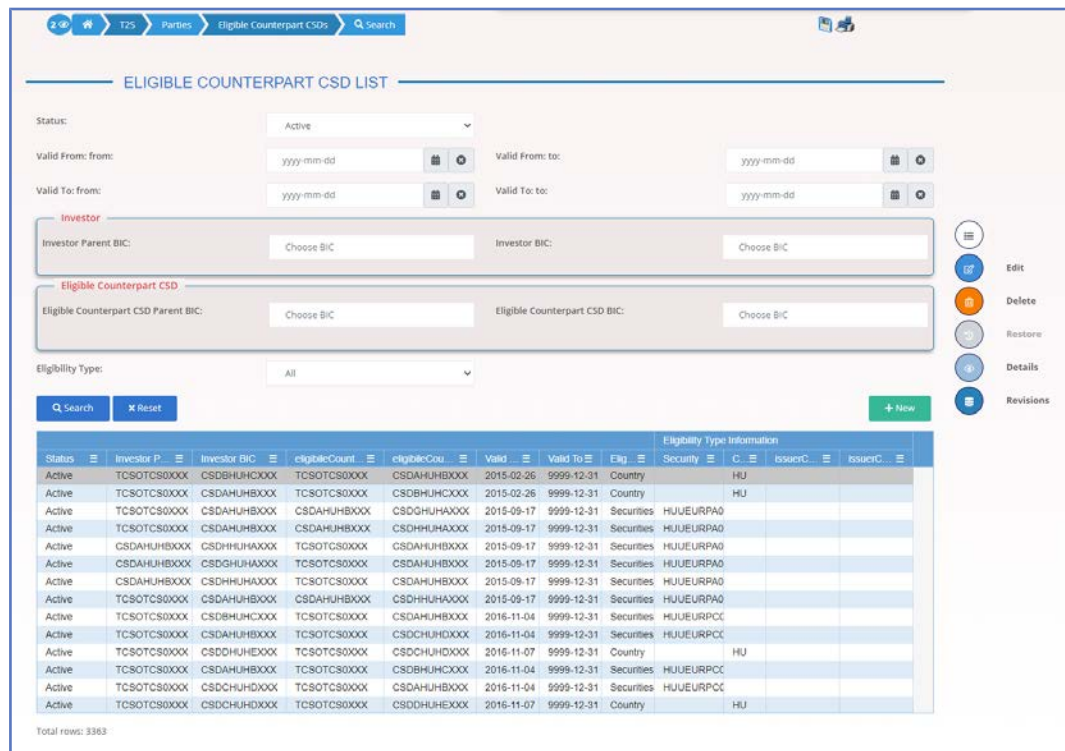 2 T2S Parties Eligible Counterpart CSDs Search
ELIGIBLE COUNTERPART CSD LIST
Status: Active
Valid From: from: yyyy-mm-dd Valid From: to: yyyy-mm-dd
Valid To: from: yyyy-mm-dd Valid To: to: yyyy-mm-dd
Investor
Investor Parent BIC: Choose BIC Investor BIC: Choose BIC
Edit
Eligible Counterpart CSD
Delete
Eligible Counterpart CSD Parent BIC: Choose BIC Eligible Counterpart CSD BIC: Choose BIC
Restore
Eligibility Type: All
Details
Search Reset + New
Revisions
Eligibility Type Information
Status Investor P... Investor BIC eligibileCount... eligibileCou... Valid ... Valid To Elig... Security C... issuerC... issuerC...
Active TCSOTCS0XXX CSDBHUHCXXX TCSOTCS0XXX CSDAHUHBXXX 2015-02-26 9999-12-31 Country HU
Active TCSOTCS0XXX CSDAHUHBXXX TCSOTCS0XXX CSDBHUHCXXX 2015-02-26 9999-12-31 Country HU
Active TCSOTCS0XXX CSDAHUHBXXX CSDAHUHBXXX CSDGHUHAXXX 2015-09-17 9999-12-31 Securities HUUEURPA0
Active TCSOTCS0XXX CSDAHUHBXXX CSDAHUHBXXX CSDHHUHAXXX 2015-09-17 9999-12-31 Securities HUUEURPA0
Active CSDAHUHBXXX CSDHHUHAXXX TCSOTCS0XXX CSDAHUHBXXX 2015-09-17 9999-12-31 Securities HUUEURPA0
Active CSDAHUHBXXX CSDGHUHAXXX TCSOTCS0XXX CSDAHUHBXXX 2015-09-17 9999-12-31 Securities HUUEURPA0
Active CSDAHUHBXXX CSDHHUHAXXX TCSOTCS0XXX CSDAHUHBXXX 2015-09-17 9999-12-31 Securities HUUEURPA0
Active TCSOTCS0XXX CSDAHUHBXXX CSDAHUHBXXX CSDHHUHAXXX 2015-09-17 9999-12-31 Securities HUUEURPA0
Active TCSOTCS0XXX CSDBHUHCXXX TCSOTCS0XXX CSDAHUHBXXX 2016-11-04 9999-12-31 Securities HUUEURPC0
Active TCSOTCS0XXX CSDAHUHBXXX TCSOTCS0XXX CSDCHUHDXXX 2016-11-04 9999-12-31 Securities HUUEURPC0
Active TCSOTCS0XXX CSDDHUHEXXX TCSOTCS0XXX CSDCHUHDXXX 2016-11-07 9999-12-31 Country HU
Active TCSOTCS0XXX CSDAHUHBXXX TCSOTCS0XXX CSDBHUHCXXX 2016-11-04 9999-12-31 Securities HUUEURPC0
Active TCSOTCS0XXX CSDCHUHDXXX TCSOTCS0XXX CSDAHUHBXXX 2016-11-04 9999-12-31 Securities HUUEURPC0
Active TCSOTCS0XXX CSDCHUHDXXX TCSOTCS0XXX CSDDHUHEXXX 2016-11-07 9999-12-31 Country HU
Total rows: 3363